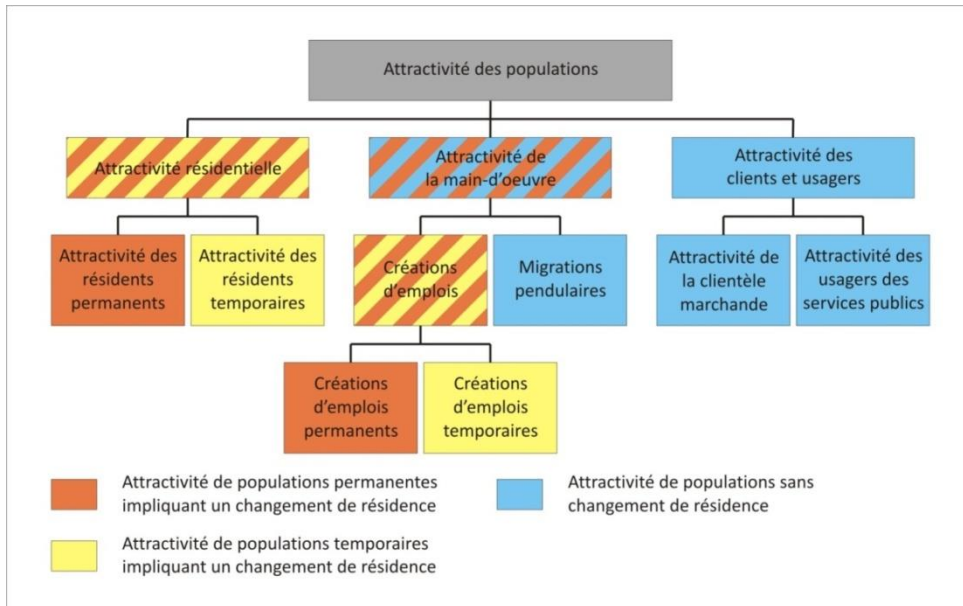 Attractivité des populations
Attractivité résidentielle
Attractivité de
la main-d'oeuvre
Attractivité des
clients et usagers
Attractivité des
résidents
permanents
Attractivité des
résidents
temporaires
Créations
d'emplois
Migrations
pendulaires
Attractivité de
la clientèle
marchande
Attractivité des
usagers des
services publics
Créations
d'emplois
permanents
Créations
d'emplois
temporaires
Attractivité de populations permanentes
impliquant un changement de résidence
Attractivité de populations sans
changement de résidence
Attractivité de populations temporaires
impliquant un changement de résidence